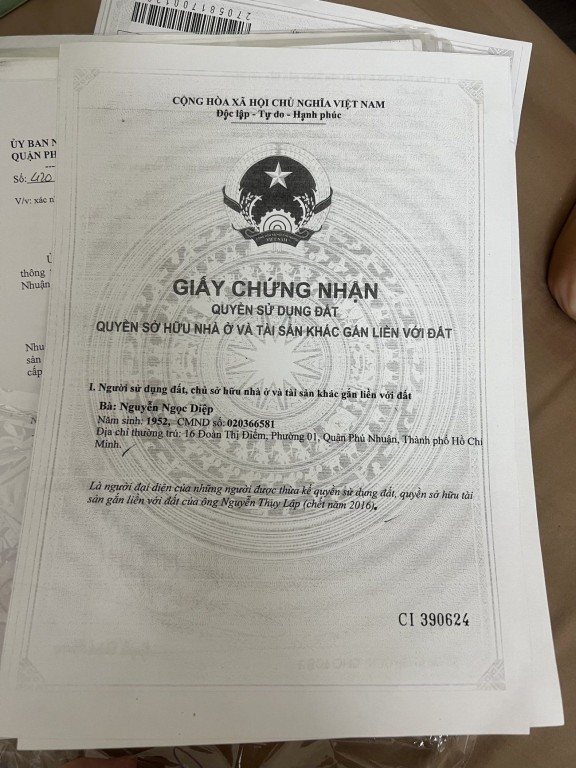 270581700
CỘNG HÒA XÃ HỘI CHỦ NGHĨA VIỆT NAM
Độc lập - Tự do - Hạnh phúc
ỦY BAN N
QUẬN PH
Số: 420
V/v: xác n
thông
Nhuận
Như
sản
cấp
VIỆT NAM
GIẤY CHỨNG NHẬN
QUYỀN SỬ DỤNG ĐẤT
QUYỀN SỞ HỮU NHÀ Ở VÀ TÀI SẢN KHÁC GẮN LIỀN VỚI ĐẤT
I. Người sử dụng đất, chủ sở hữu nhà ở và tài sản khác gắn liền với đất
Bà: Nguyễn Ngọc Diệp
Năm sinh: 1952, CMND số: 020366581
Địa chỉ thường trú: 16 Đoàn Thị Điểm, Phường 01, Quận Phú Nhuận, Thành phố Hồ Chí
Minh.
Là người đại diện của những người được thừa kế quyền sử dụng đất, quyền sở hữu tài
sản gắn liền với đất của ông Nguyễn Thụy Lập (chết năm 2016).
CI 390624